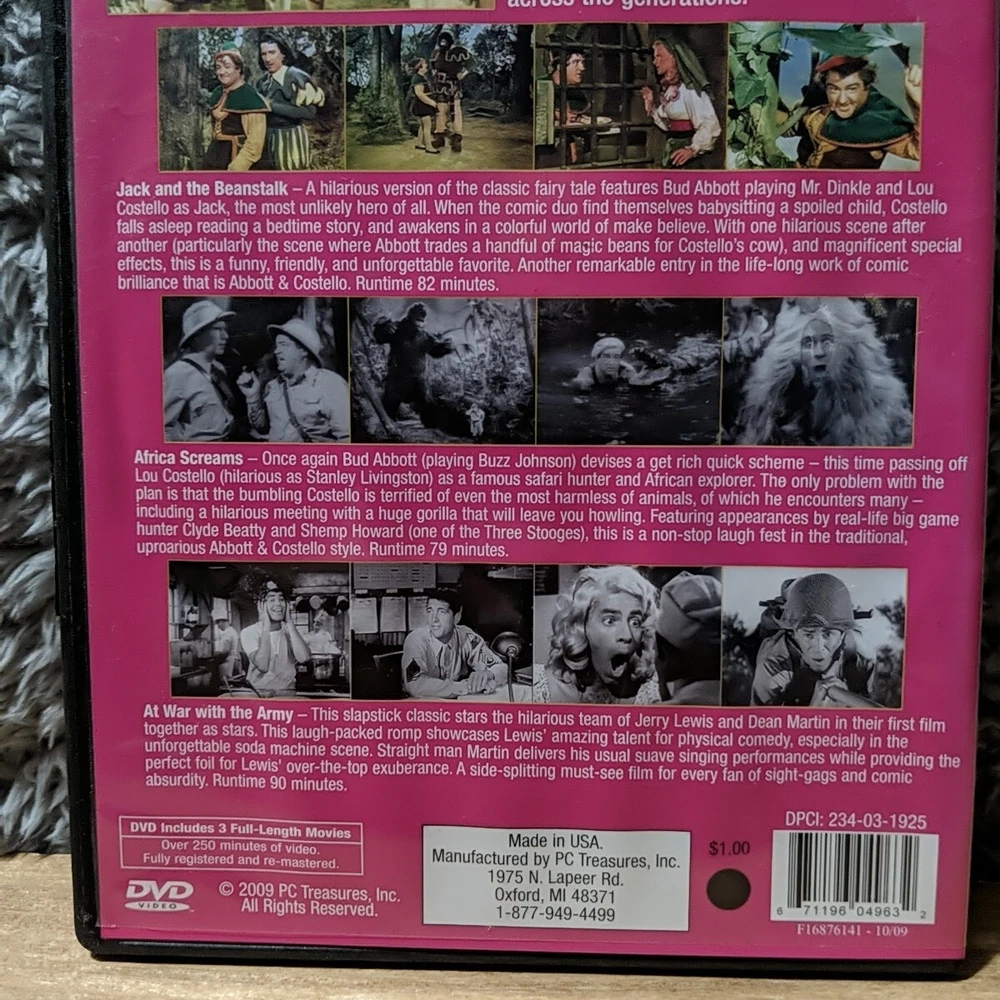 across the generations.
Jack and the Beanstalk – A hilarious version of the classic fairy tale features Bud Abbott playing Mr. Dinkle and Lou
Costello as Jack, the most unlikely hero of all. When the comic duo find themselves babysitting a spoiled child, Costello
falls asleep reading a bedtime story, and awakens in a colorful world of make believe. With one hilarious scene after
another (particularly the scene where Abbott trades a handful of magic beans for Costello's cow), and magnificent special
effects, this is a funny, friendly, and unforgettable favorite. Another remarkable entry in the life-long work of comic
brilliance that is Abbott & Costello. Runtime 82 minutes.
Africa Screams – Once again Bud Abbott (playing Buzz Johnson) devises a get rich quick scheme – this time passing off
Lou Costello (hilarious as Stanley Livingston) as a famous safari hunter and African explorer. The only problem with the
plan is that the bumbling Costello is terrified of even the most harmless of animals, of which he encounters many –
including a hilarious meeting with a huge gorilla that will leave you howling. Featuring appearances by real-life big game
hunter Clyde Beatty and Shemp Howard (one of the Three Stooges), this is a non-stop laugh fest in the traditional,
uproarious Abbott & Costello style. Runtime 79 minutes.
At War with the Army – This slapstick classic stars the hilarious team of Jerry Lewis and Dean Martin in their first film
together as stars. This laugh-packed romp showcases Lewis' amazing talent for physical comedy, especially in the
unforgettable soda machine scene. Straight man Martin delivers his usual suave singing performances while providing the
perfect foil for Lewis' over-the-top exuberance. A side-splitting must-see film for every fan of sight-gags and comic
absurdity. Runtime 90 minutes.
DVD Includes 3 Full-Length Movies
Over 250 minutes of video.
Fully registered and re-mastered.
DVD
VIDEO
© 2009 PC Treasures, Inc.
All Rights Reserved.
Made in USA.
Manufactured by PC Treasures, Inc.
1975 N. Lapeer Rd.
Oxford, MI 48371
1-877-949-4499
$1.00
DPCI: 234-03-1925
6 71196 04963 2
F16876141 - 10/09